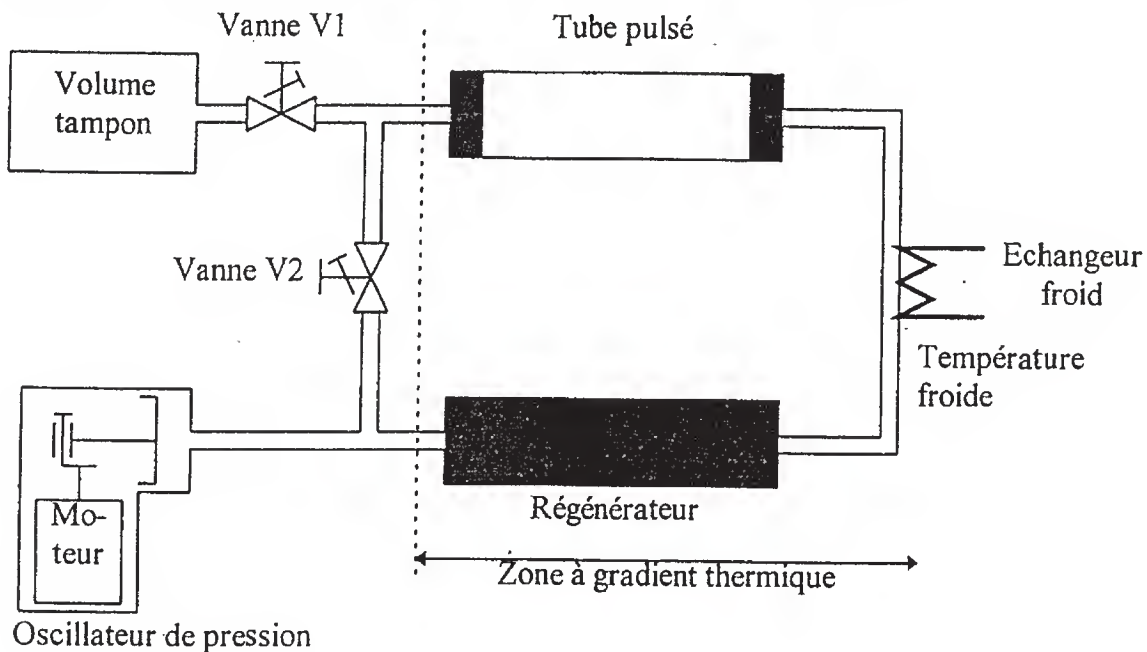 Vanne V1
Tube pulsé
Volume
tampon
Vanne V2
Echangeur
froid
Température
froide
Mo-
teur
Régénérateur
Zone à gradient thermique
Oscillateur de pression